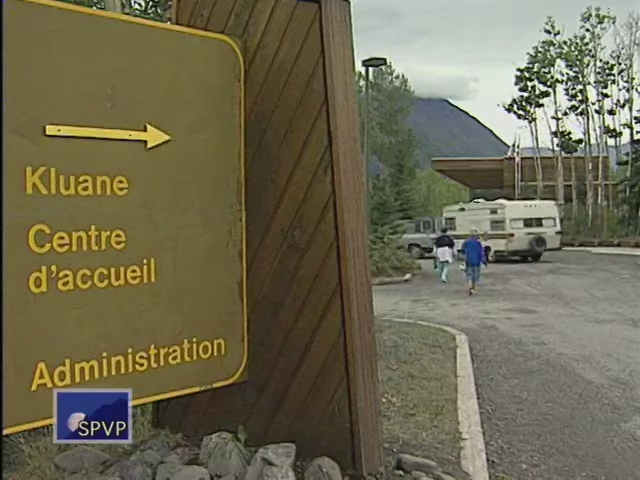 Kluane
Centre
d'accueil
Administration
SPVP